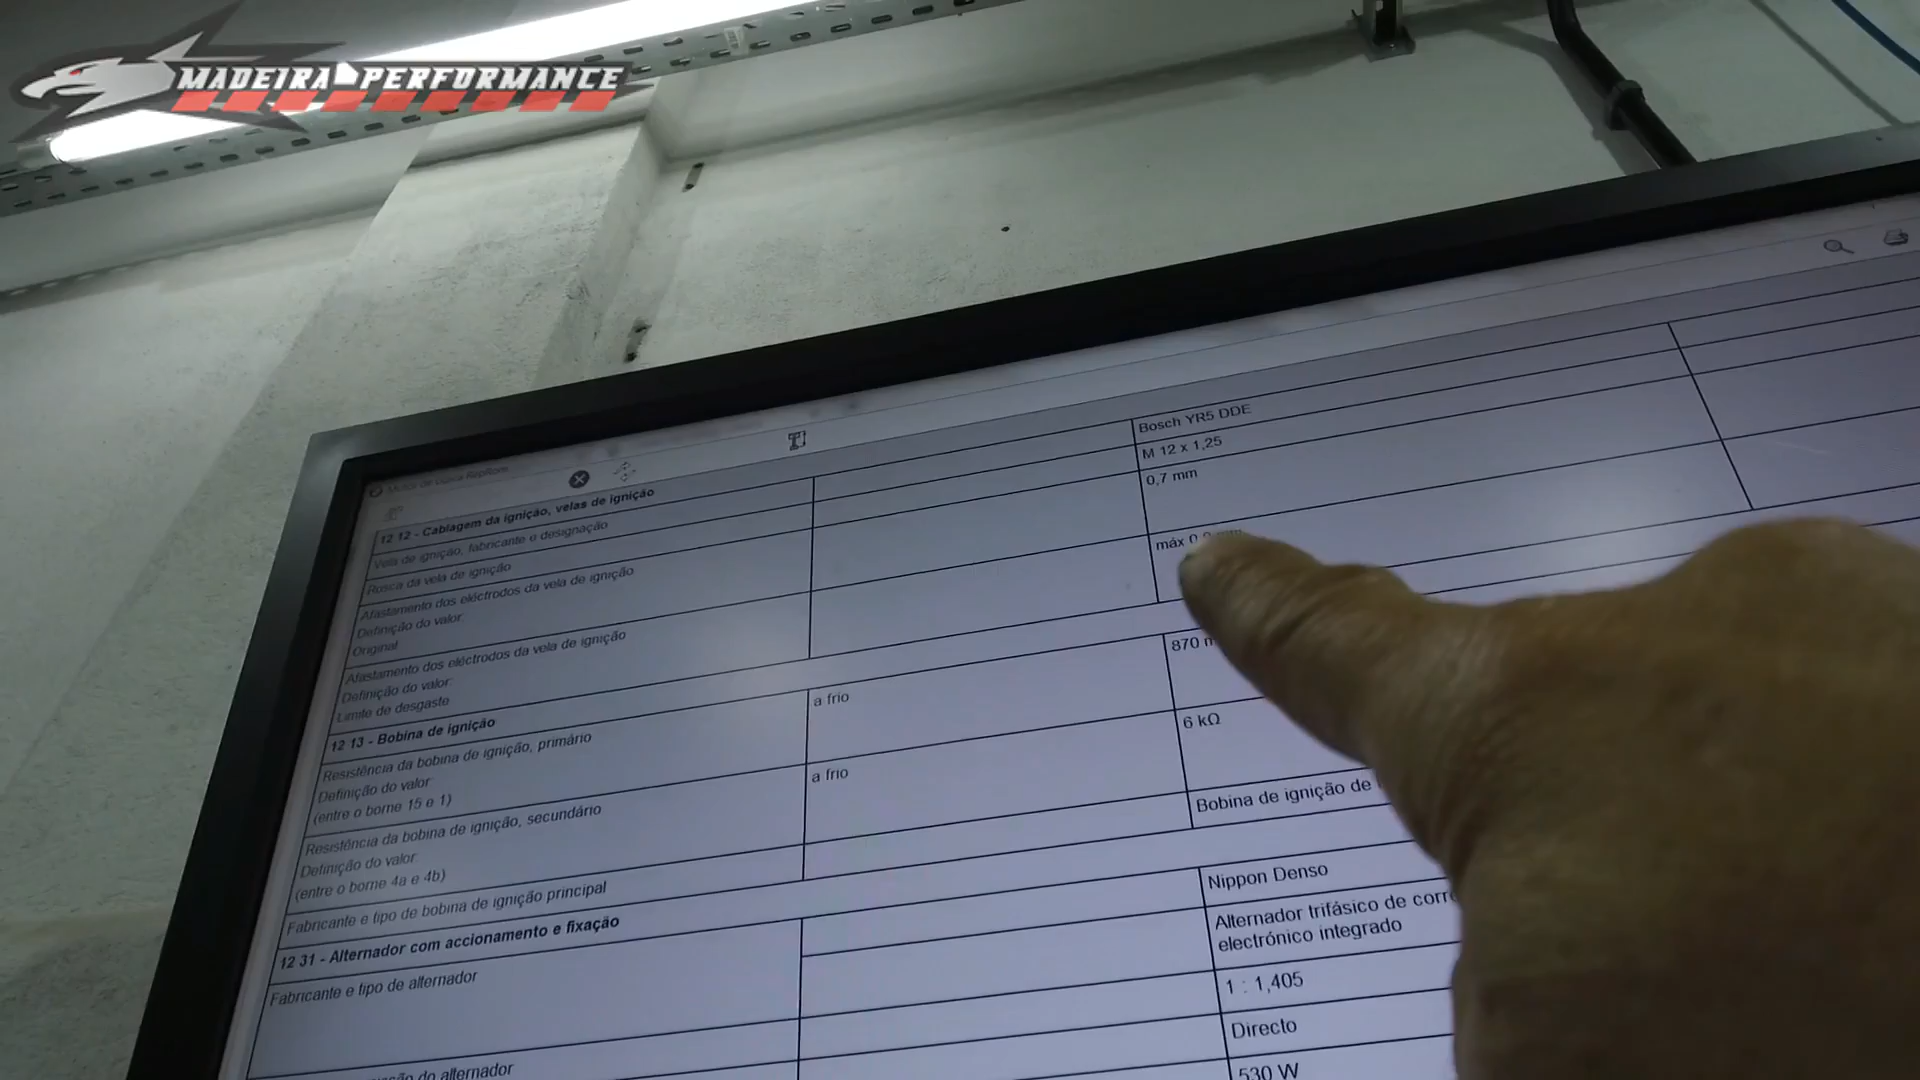 MADEIRA PERFORMANCE
12 12 - Cablagem da ignição, velas de ignição
Vela de ignição, fabricante e designação
Bosch YR5 DDE
Rosca da vela de ignição
M 12 x 1,25
Afastamento dos eléctrodos da vela de ignição
Definição do valor:
Original
0,7 mm
Afastamento dos eléctrodos da vela de ignição
Definição do valor:
Limite de desgaste
máx
12 13 - Bobina de ignição
Resistência da bobina de ignição, primário
Definição do valor:
(entre o borne 15 e 1)
a frio
870
Resistência da bobina de ignição, secundário
Definição do valor:
(entre o borne 4a e 4b)
a frio
6 kΩ
Fabricante e tipo de bobina de ignição principal
Bobina de ignição de
12 31 - Alternador com accionamento e fixação
Fabricante e tipo de alternador
Nippon Denso
Alternador trifásico de
electrónico integrado
1 : 1,405
Directo
do alternador
530 W